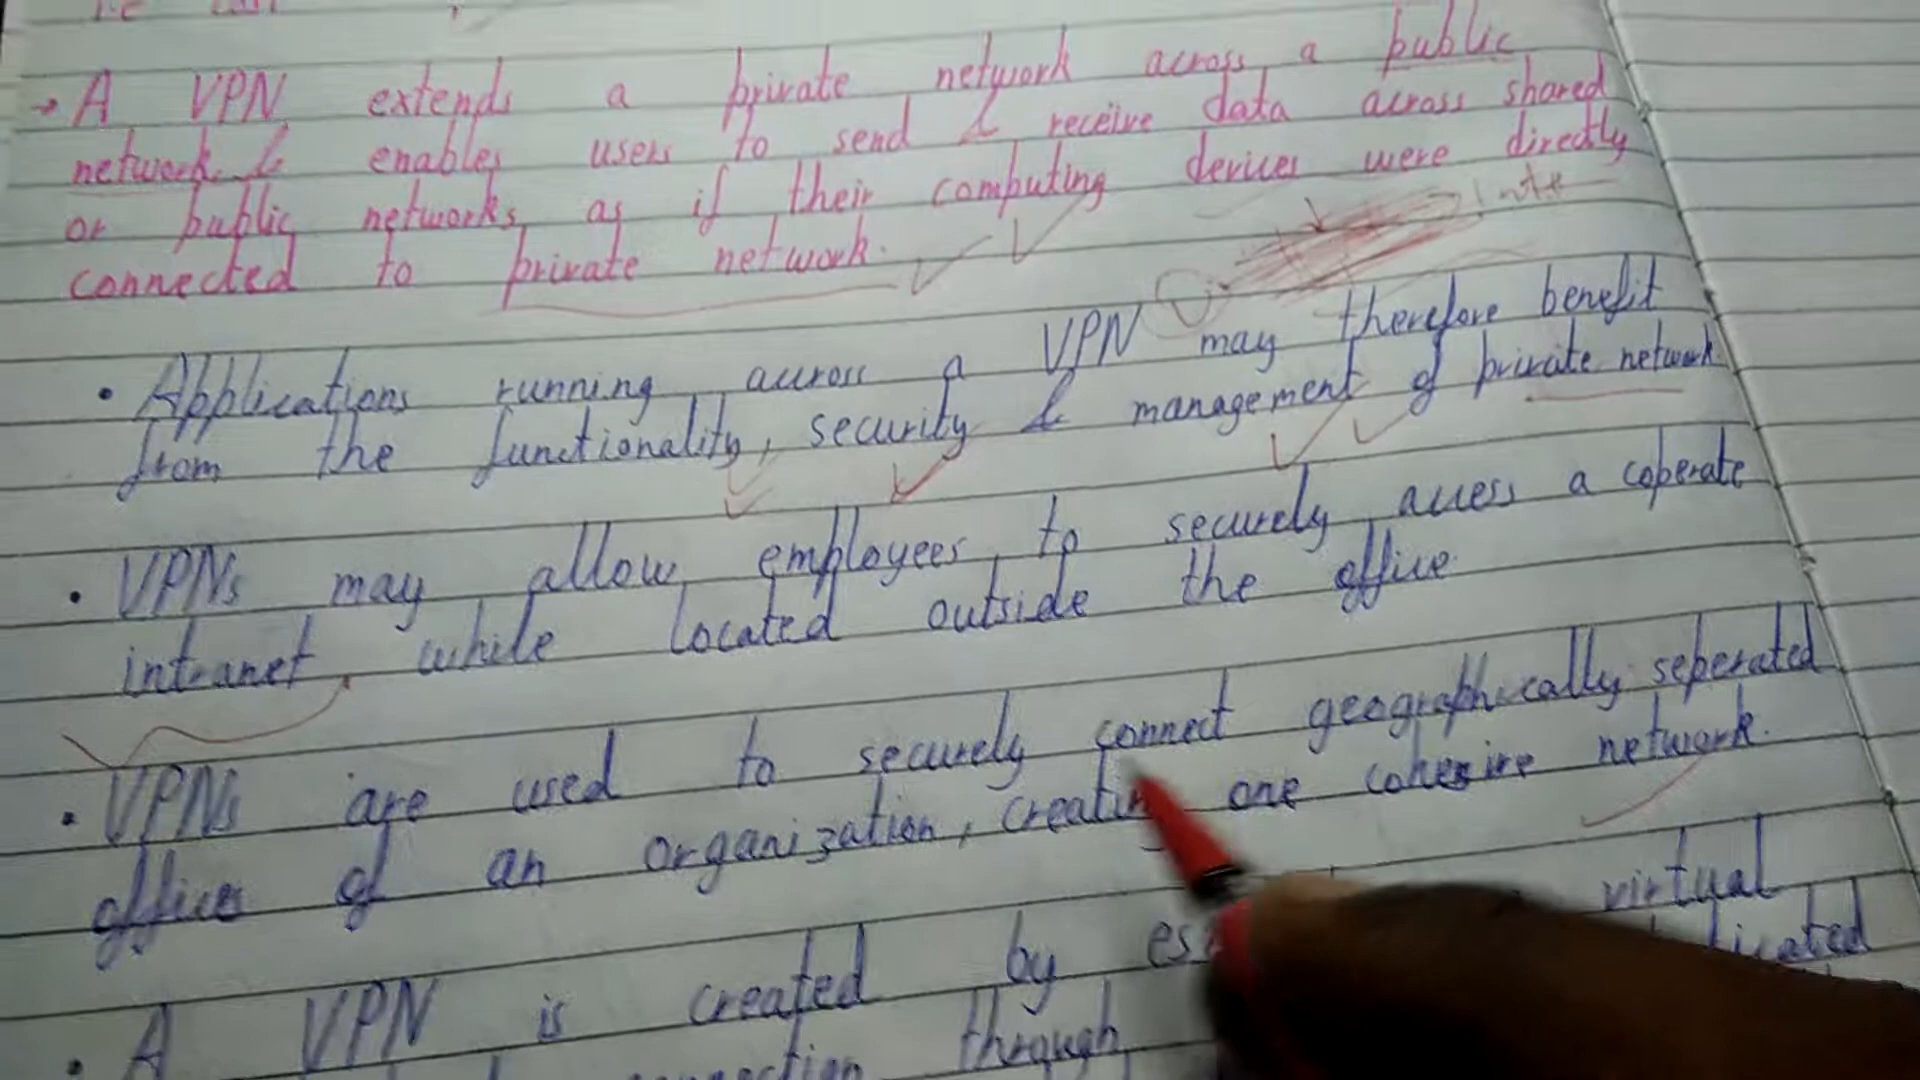 → A VPN extends a private network across a public
network & enables users to send & receive data across shared
or public networks as if their computing devices were directly
connected to private network.
• Applications running across a VPN may therefore benefit
from the functionality, security & management of private network
• VPNs may allow employees to securely access a coperate
intranet while located outside the office
• VPNs are used to securely connect geographically seperated
offices of an organization, creating one cohesive network.
• A VPN is created by virtual
through